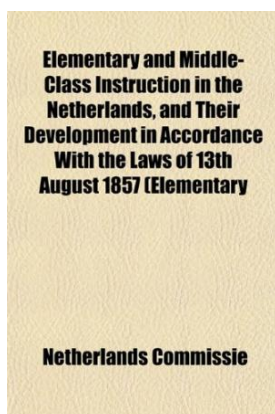 Elementary and Middle-
Class Instruction in the
Netherlands, and Their
Development in Accordance
With the Laws of 13th
August 1857 (Elementary
Netherlands Commissie